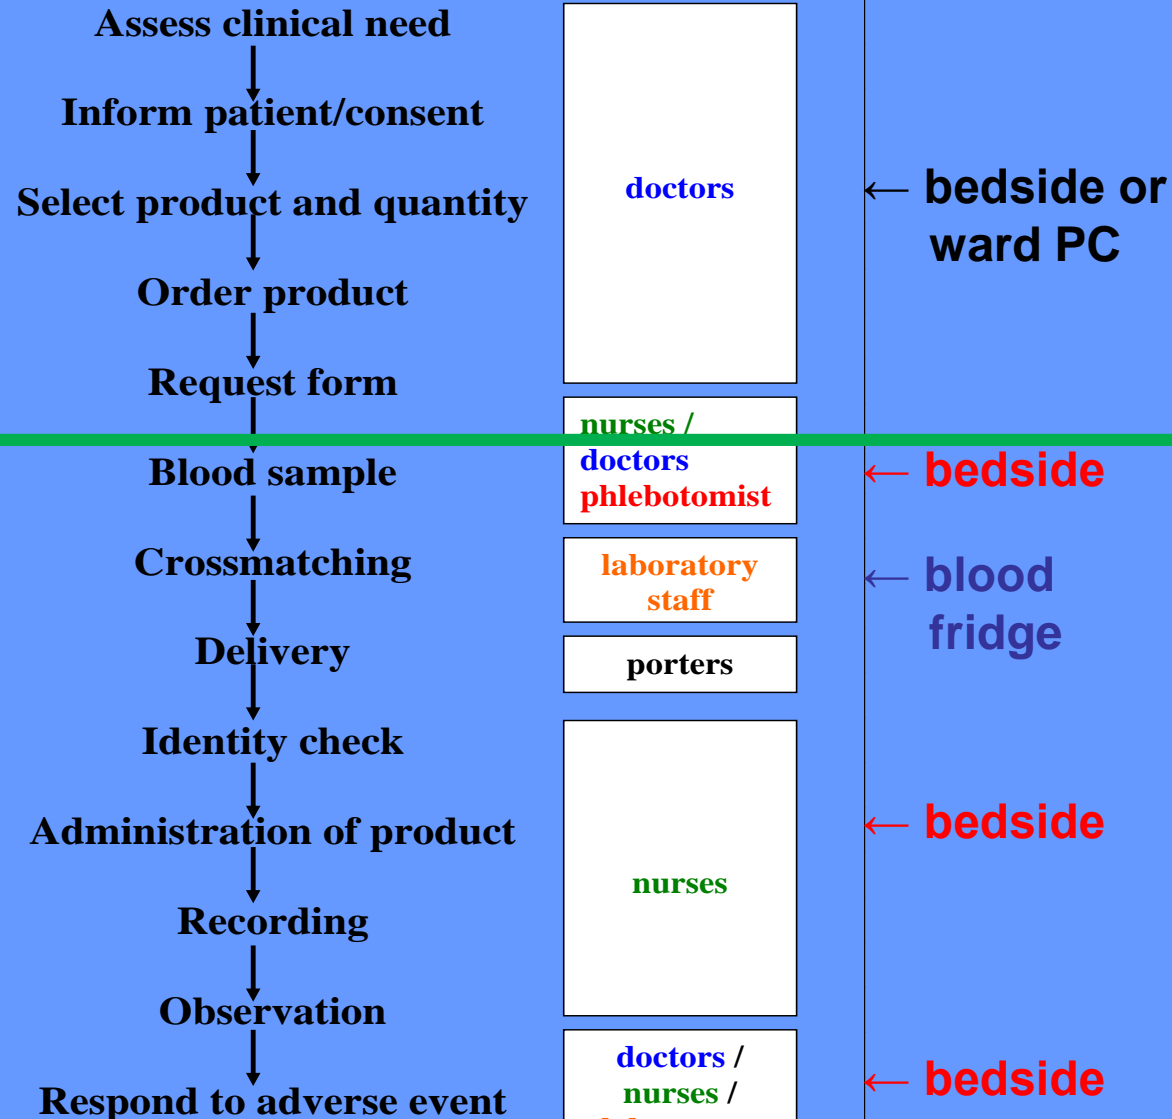 Assess clinical need
Inform patient/consent
Select product and quantity
Order product
Request form
Blood sample
Crossmatching
Delivery
Identity check
Administration of product
Recording
Observation
Respond to adverse event
doctors
nurses /
doctors
phlebotomist
laboratory
staff
porters
nurses
doctors /
nurses /
← bedside or
ward PC
← bedside
← blood
fridge
← bedside
← bedside